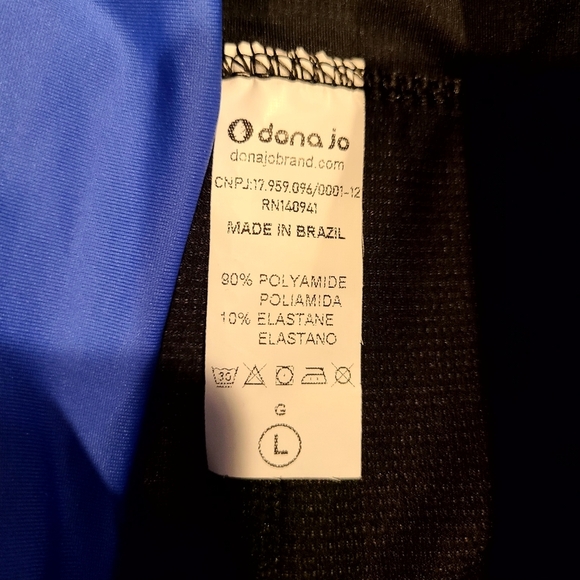 dona jo
donajobrand.com
CNPJ:17.959.096/0001-12
RN140941
MADE IN BRAZIL
90% POLYAMIDE
POLIAMIDA
10% ELASTANE
ELASTANO
30
G
L